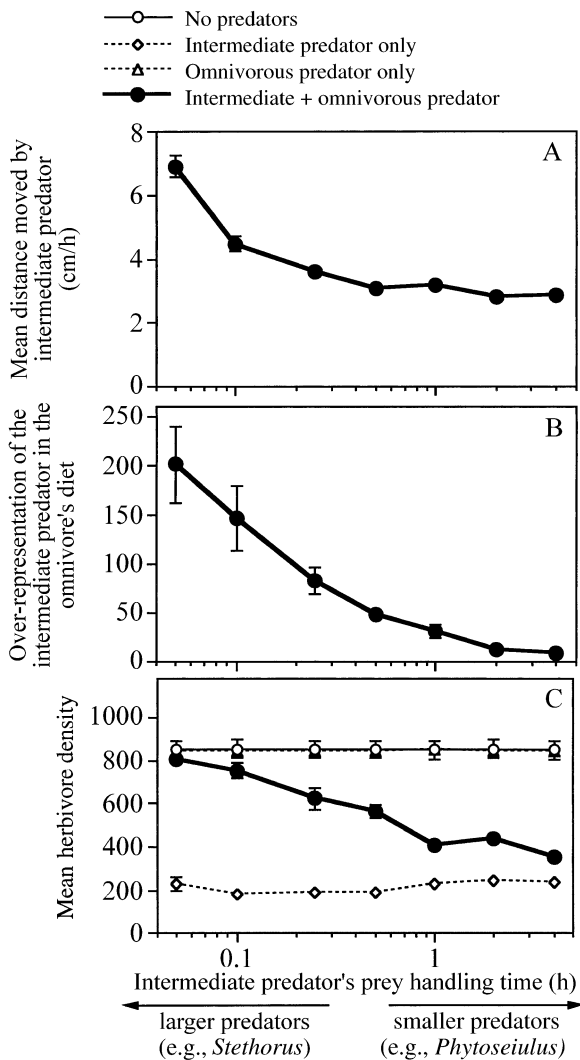 No predators
Intermediate predator only
Omnivorous predator only
Intermediate + omnivorous predator
Mean distance moved by
intermediate predator
(cm/h)
8
6
4
2
0
A
Over-representation of the
intermediate predator in the
omnivore's diet
250
200
150
100
50
0
B
Mean herbivore density
1000
800
600
400
200
0
C
0.1 1
Intermediate predator's prey handling time (h)
larger predators smaller predators
(e.g., Stethorus) (e.g., Phytoseiulus)